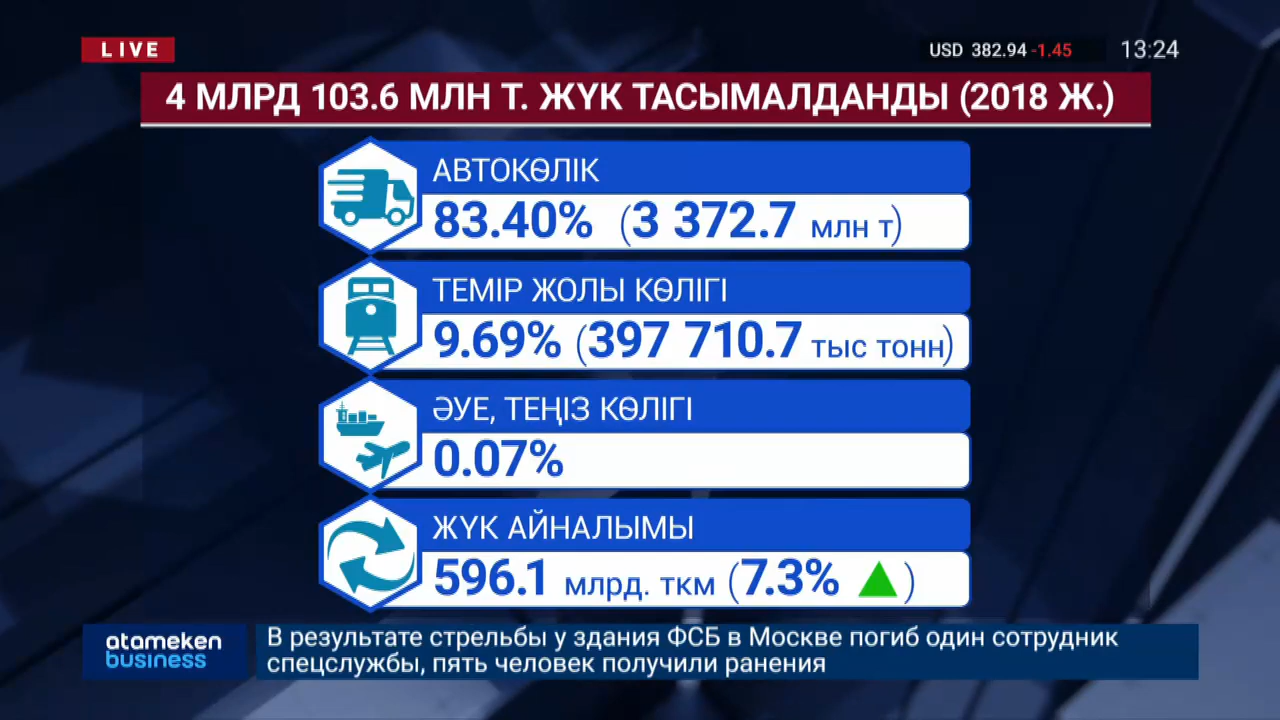 LIVE
USD 382.94 -1.45
13:24
4 МЛРД 103.6 МЛН Т. ЖҮК ТАСЫМАЛДАНДЫ (2018 Ж.)
АВТОКӨЛІК
83.40% (3 372.7 млн т)
ТЕМІР ЖОЛЫ КӨЛІГІ
9.69% (397 710.7 тыс тонн)
ӘУЕ, ТЕҢІЗ КӨЛІГІ
0.07%
ЖҮК АЙНАЛЫМЫ
596.1 млрд. ткм (7.3% )
atameken
business
В результате стрельбы у здания ФСБ в Москве погиб один сотрудник
спецслужбы, пять человек получили ранения